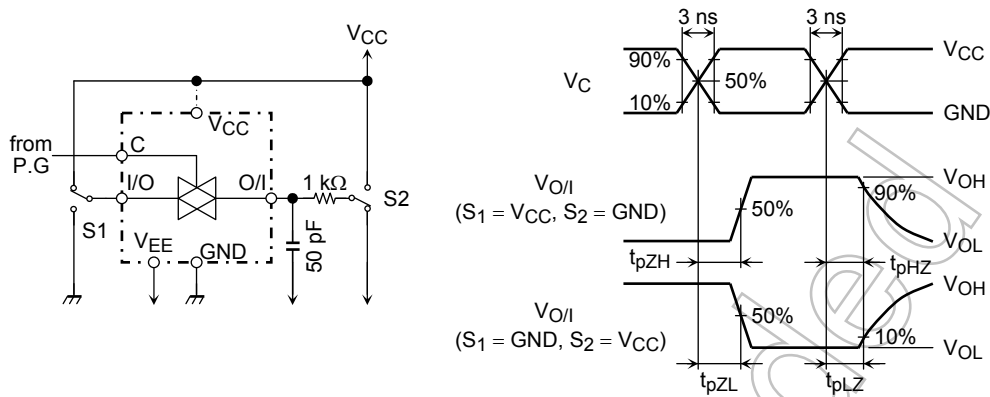 VCC
from
P.G
C
VCC
I/O
O/I
1 kΩ
S1
S2
VEE
GND
50 pF
3 ns
3 ns
VC
90%
10%
50%
VCC
GND
VO/I
(S1 = VCC, S2 = GND)
50%
90%
VOH
VOL
tpZH
tpHZ
VO/I
(S1 = GND, S2 = VCC)
50%
10%
VOH
VOL
tpZL
tpLZ
ded